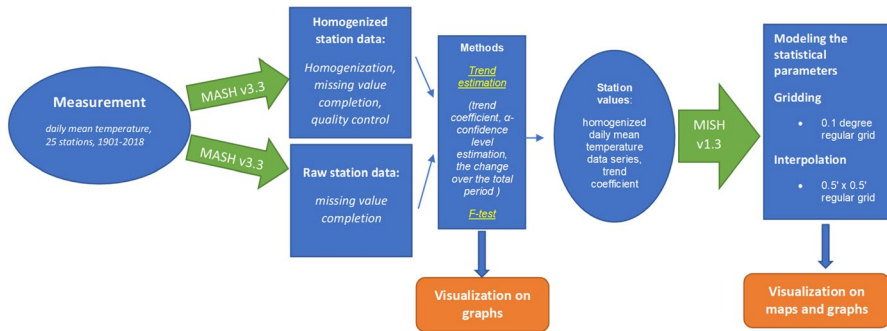 Measurement
daily mean temperature,
25 stations, 1901-2018
MASH v3.3
MASH v3.3
Homogenized
station data:
Homogenization,
missing value
completion,
quality control
Raw station data:
missing value
completion
Methods
Trend
estimation
(trend
coefficient, α-
confidence
level
estimation,
the change
over the total
period )
F-test
Visualization on
graphs
Station
values:
homogenized
daily mean
temperature
data series,
trend
coefficient
MISH
v1.3
Modeling the
statistical
parameters
Gridding
• 0.1 degree
regular grid
Interpolation
• 0.5' x 0.5'
regular grid
Visualization on
maps and graphs